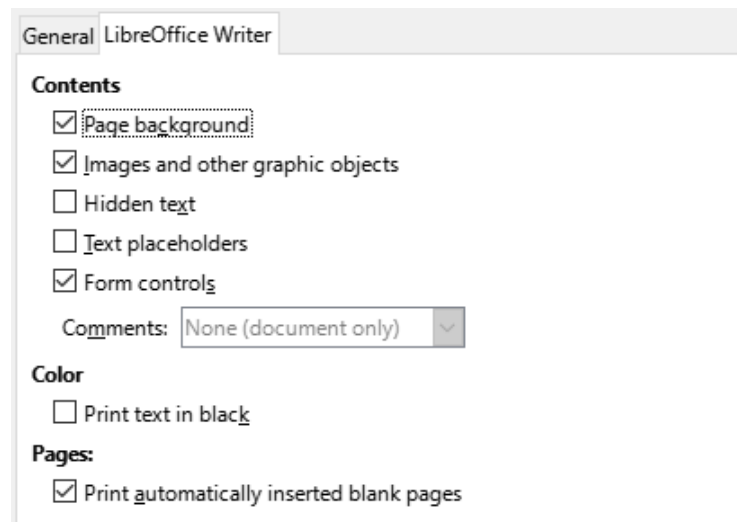 General LibreOffice Writer
Contents
Page background
Images and other graphic objects
Hidden text
Text placeholders
Form controls
Comments: None (document only)
Color
Print text in black
Pages:
Print automatically inserted blank pages